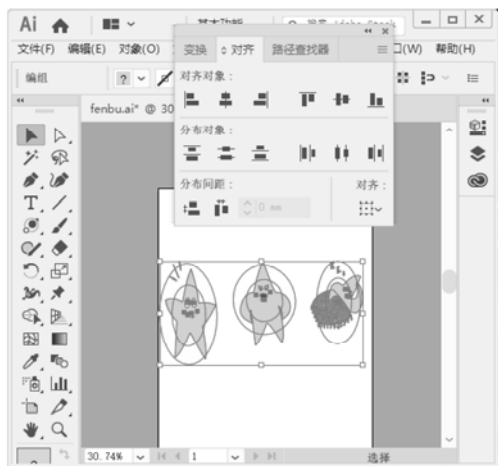 Ai
基本功能
文件(F) 编辑(E) 对象(O)
口(W) 帮助(H)
变换 对齐 路径查找器
编组
?
对齐对象：
fenbu.ai* @ 30
分布对象：
分布间距：
对齐：
0 mm
30.74%
1
选择